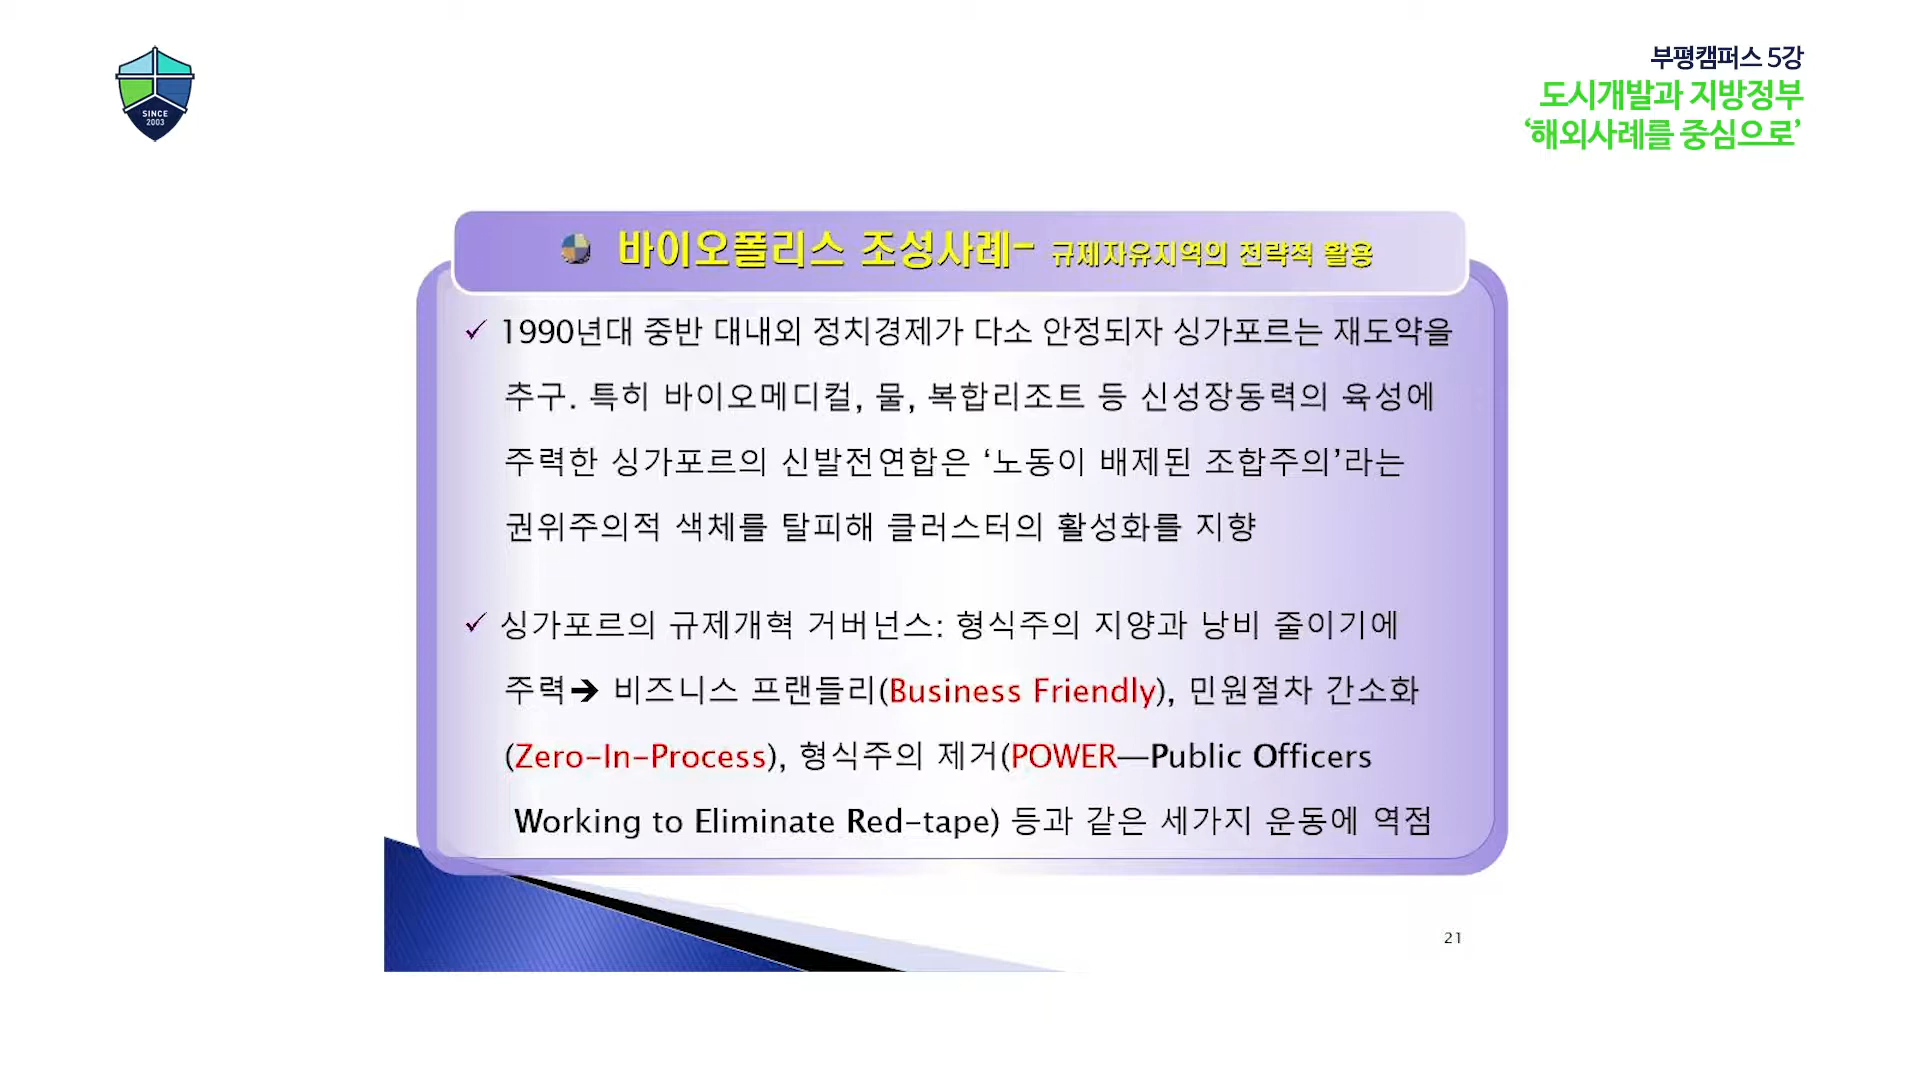 SINCE
2003
부평캠퍼스 5강
도시개발과 지방정부
‘해외사례를 중심으로’
바이오폴리스 조성사례- 규제자유지역의 전략적 활용
✓ 1990년대 중반 대내외 정치경제가 다소 안정되자 싱가포르는 재도약을
추구. 특히 바이오메디컬, 물, 복합리조트 등 신성장동력의 육성에
주력한 싱가포르의 신발전연합은 ‘노동이 배제된 조합주의’라는
권위주의적 색체를 탈피해 클러스터의 활성화를 지향
✓ 싱가포르의 규제개혁 거버넌스: 형식주의 지양과 낭비 줄이기에
주력➔ 비즈니스 프랜들리(Business Friendly), 민원절차 간소화
(Zero-In-Process), 형식주의 제거(POWER—Public Officers
Working to Eliminate Red-tape) 등과 같은 세가지 운동에 역점
21